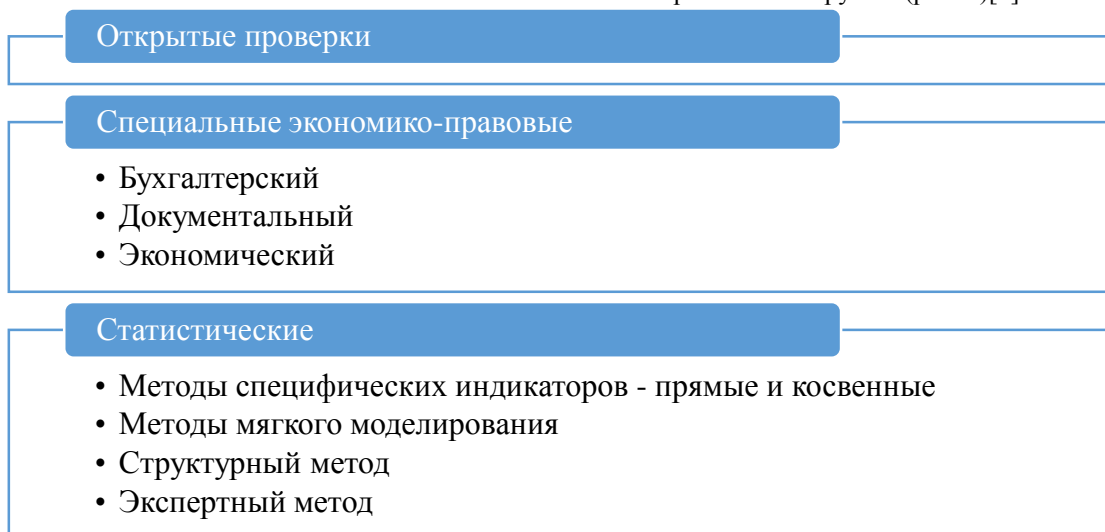 Открытые проверки
Специальные экономико-правовые
• Бухгалтерский
• Документальный
• Экономический
Статистические
• Методы специфических индикаторов - прямые и косвенные
• Методы мягкого моделирования
• Структурный метод
• Экспертный метод